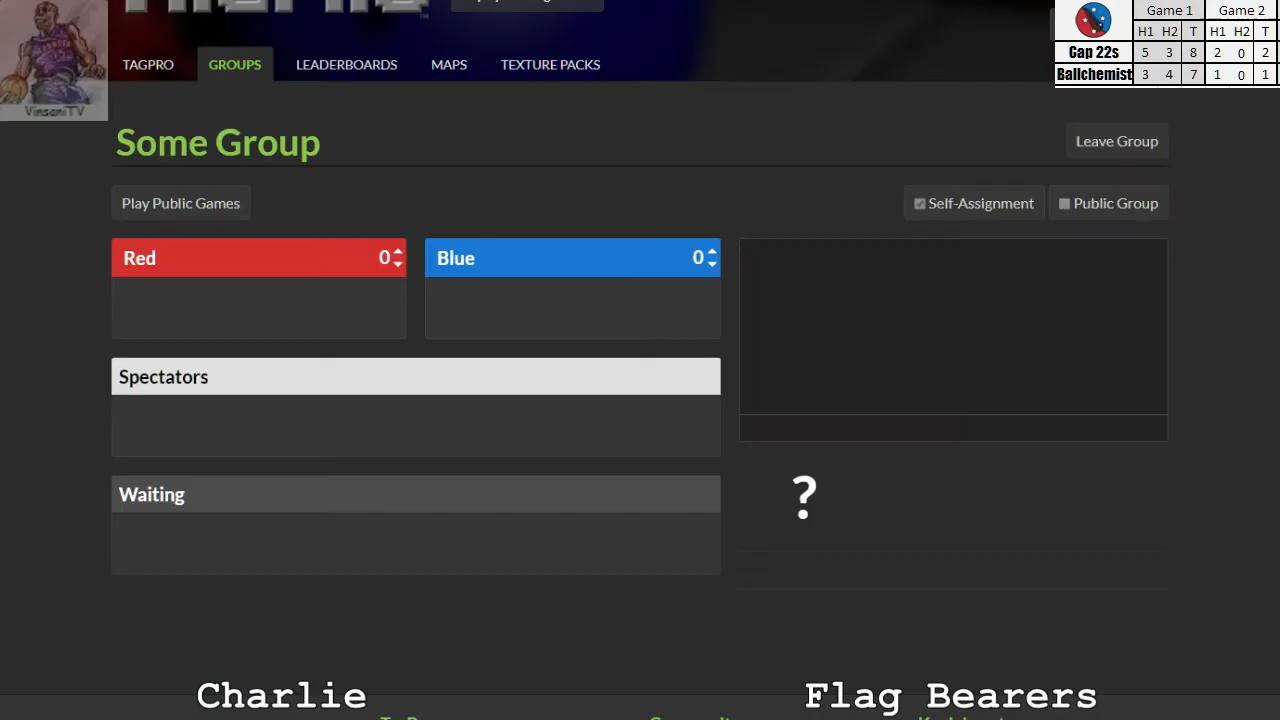 VinsaniTV
TAGPRO GROUPS LEADERBOARDS MAPS TEXTURE PACKS
Game 1 Game 2
H1 H2 T H1 H2 T
Cap 22s 5 3 8 2 0 2
Ballchemist 3 4 7 1 0 1
Some Group
Leave Group
Play Public Games
Self-Assignment
Public Group
Red 0
Blue 0
Spectators
Waiting
?
Charlie
Flag Bearers